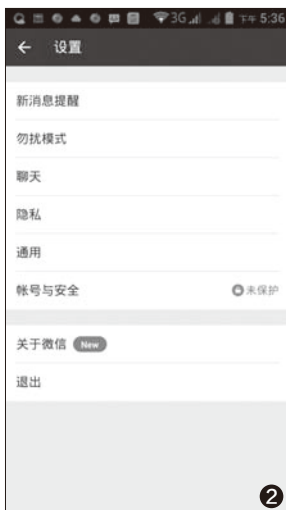 3G 下午 5:36
← 设置
新消息提醒
勿扰模式
聊天
隐私
通用
帐号与安全 未保护
关于微信 New
退出
2